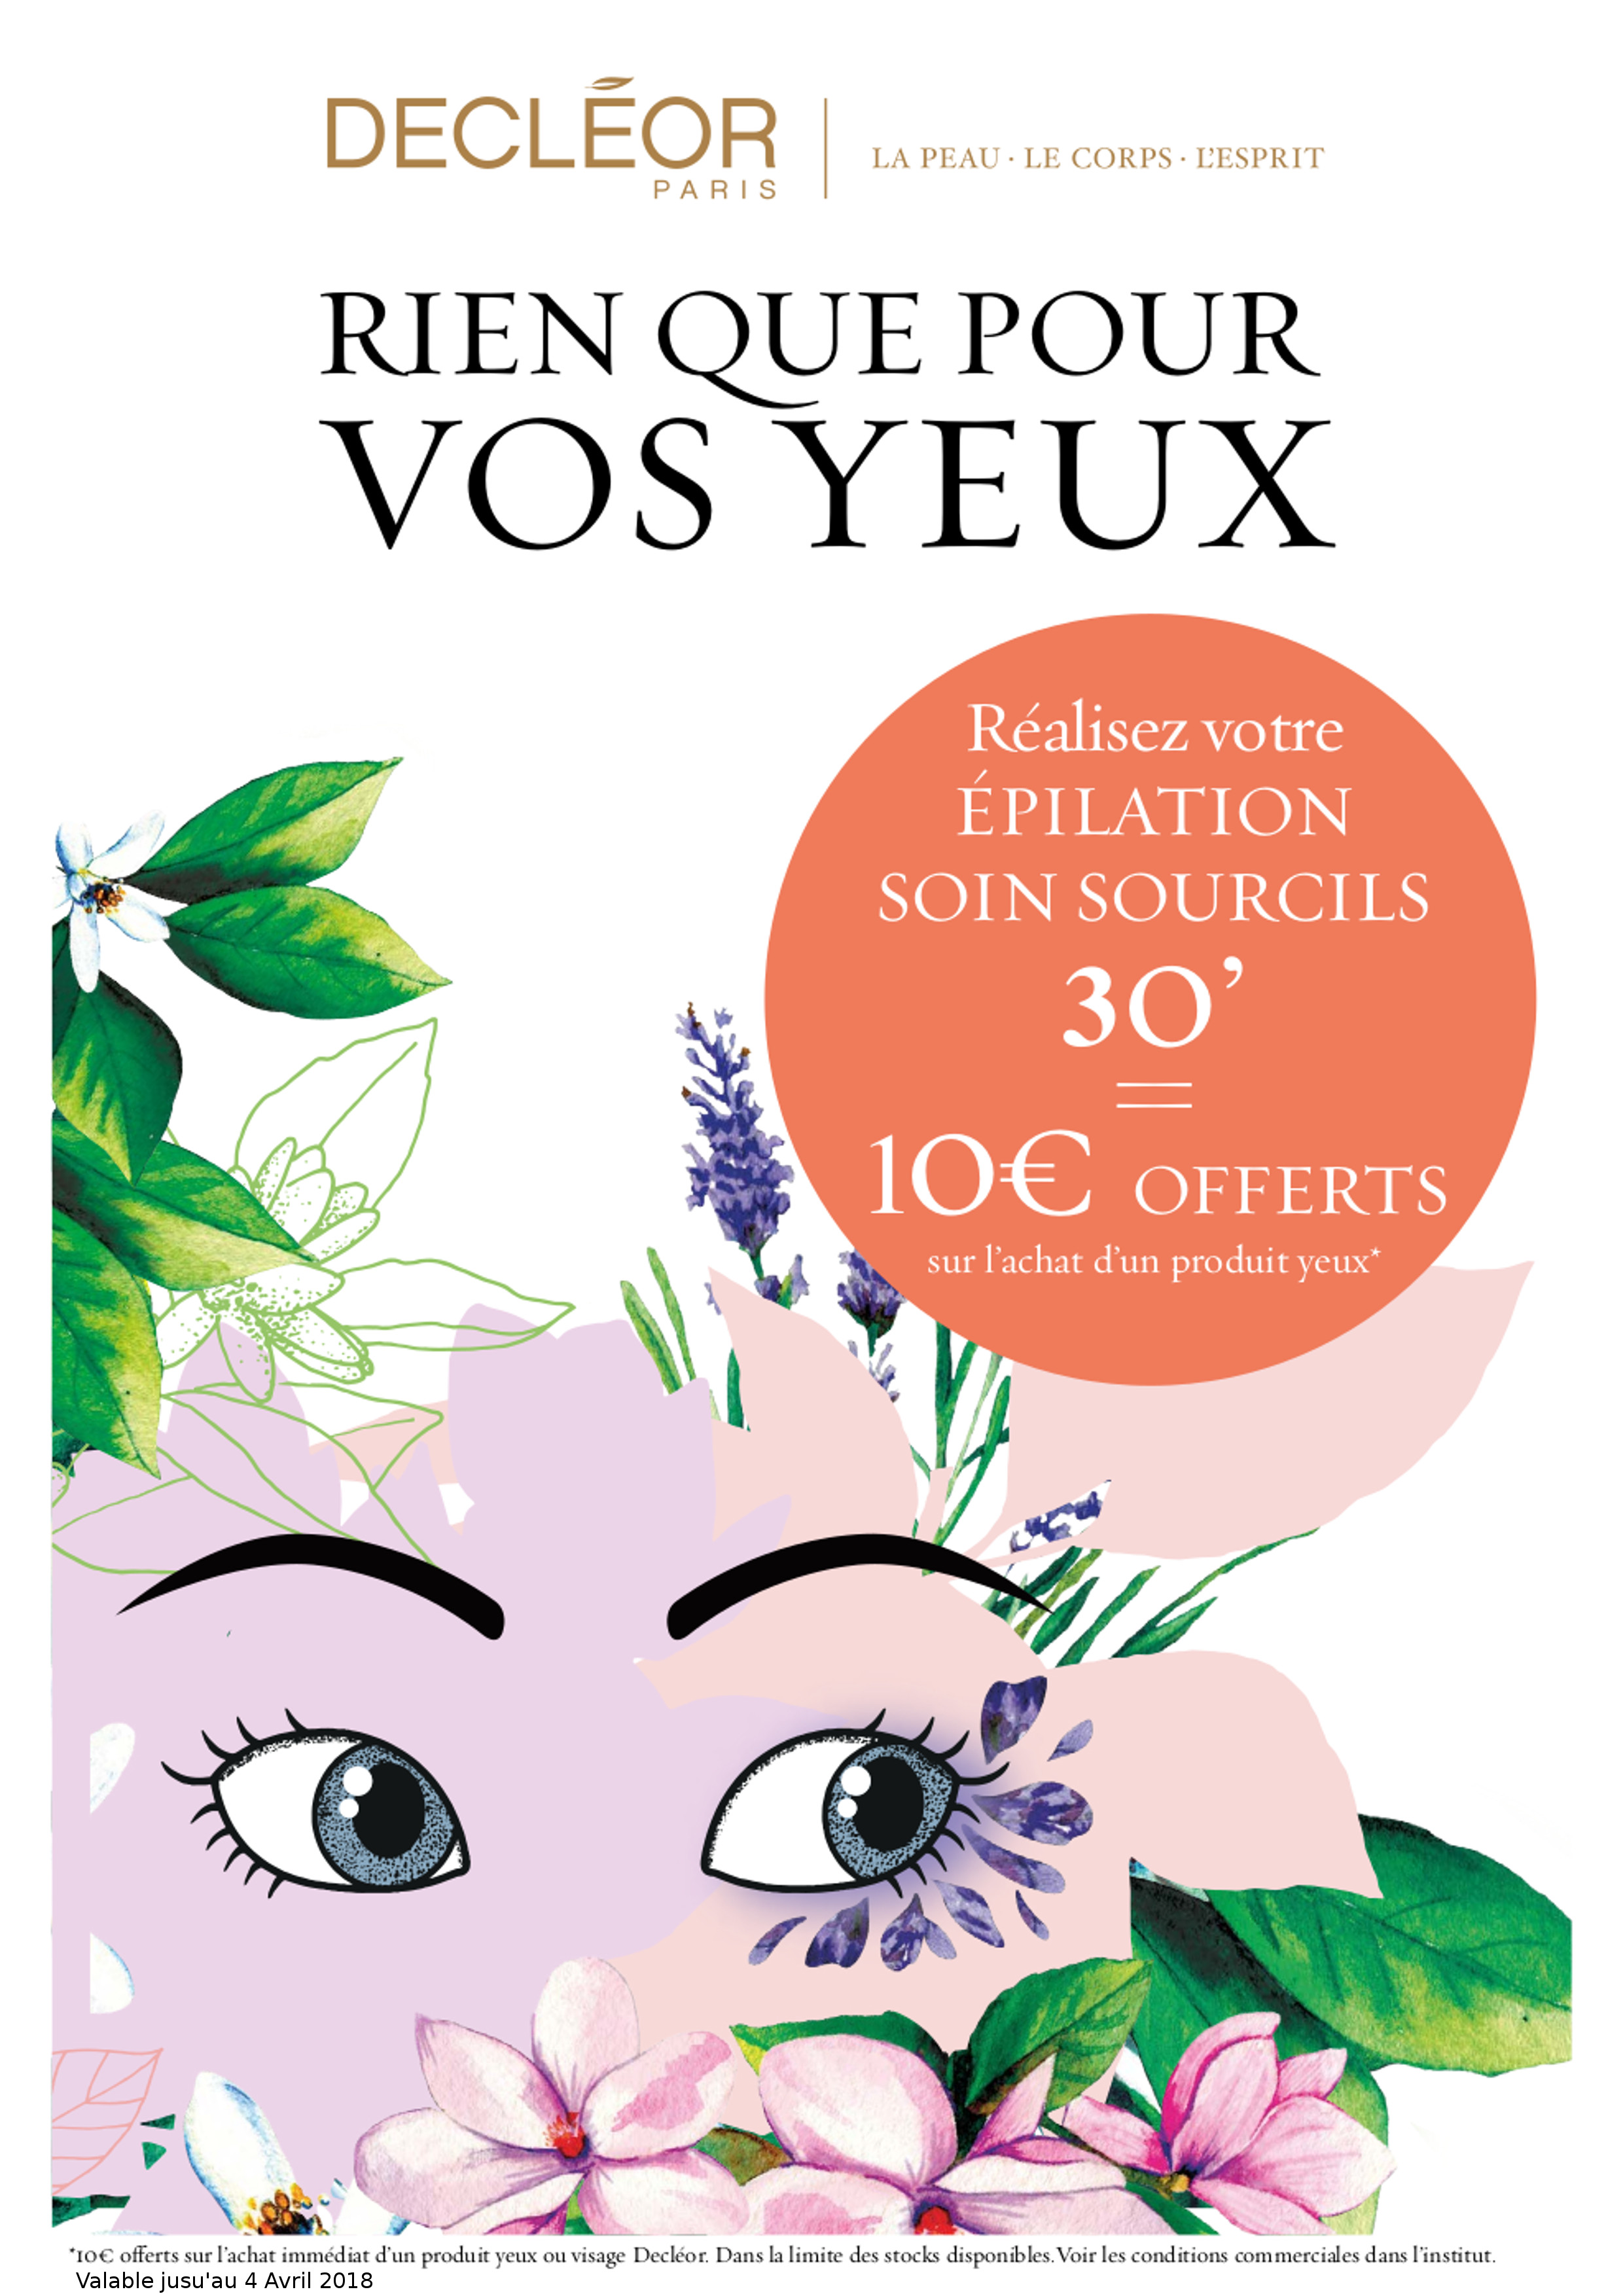 DECLÉOR
PARIS
LA PEAU · LE CORPS · L'ESPRIT
RIEN QUE POUR
VOS YEUX
Réalisez votre
ÉPILATION
SOIN SOURCILS
30’
=
10€ OFFERTS
sur l’achat d’un produit yeux*
*10€ offerts sur l’achat immédiat d’un produit yeux ou visage Decléor. Dans la limite des stocks disponibles.Voir les conditions commerciales dans l’institut.
Valable jusu'au 4 Avril 2018